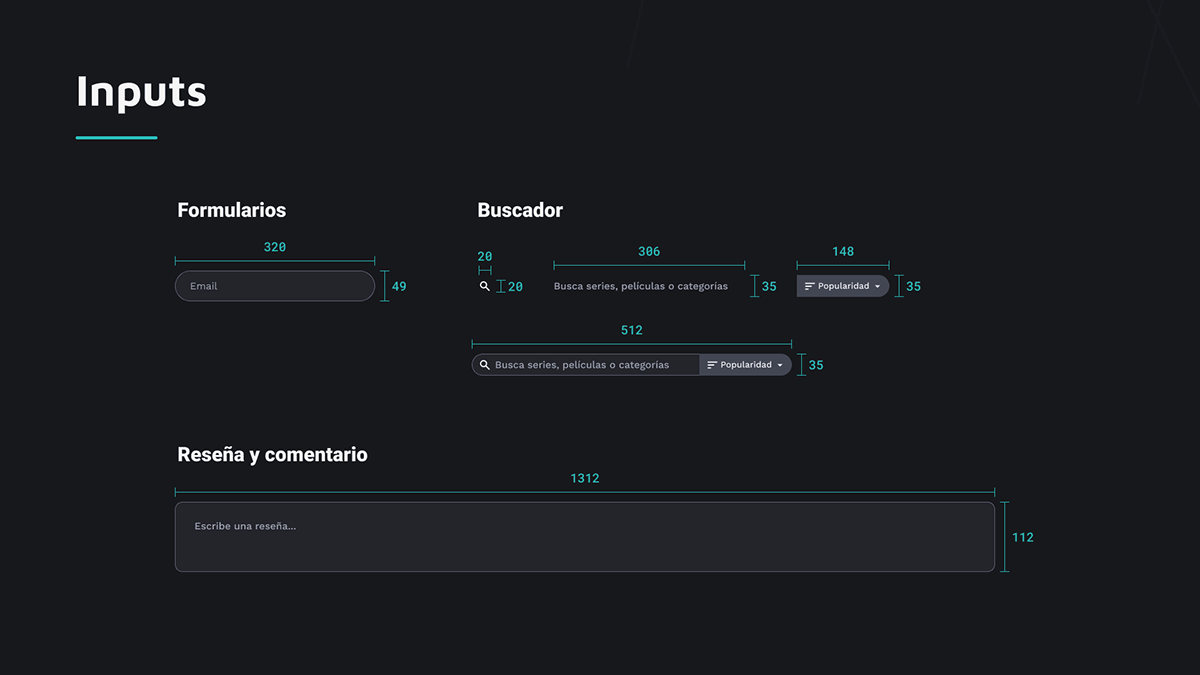 Inputs
Formularios
320
Email
49
Buscador
20
20
306
Busca series, películas o categorías
35
148
Popularidad
35
512
Busca series, películas o categorías
Popularidad
35
Reseña y comentario
1312
Escribe una reseña...
112